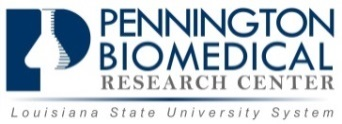 PENNINGTON
BIOMEDICAL
RESEARCH CENTER
Louisiana State University System